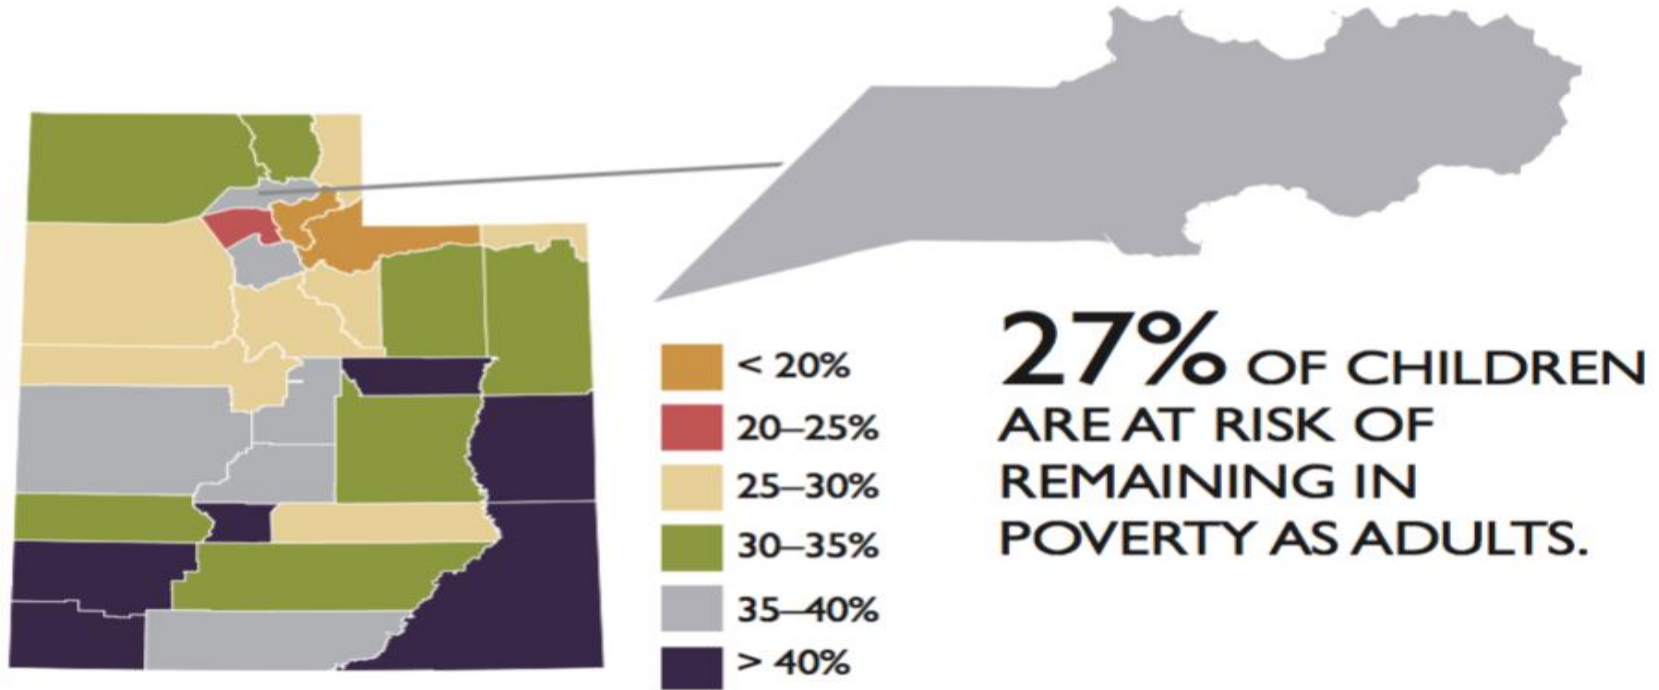 < 20%
20–25%
25–30%
30–35%
35–40%
> 40%
27% OF CHILDREN
ARE AT RISK OF
REMAINING IN
POVERTY AS ADULTS.